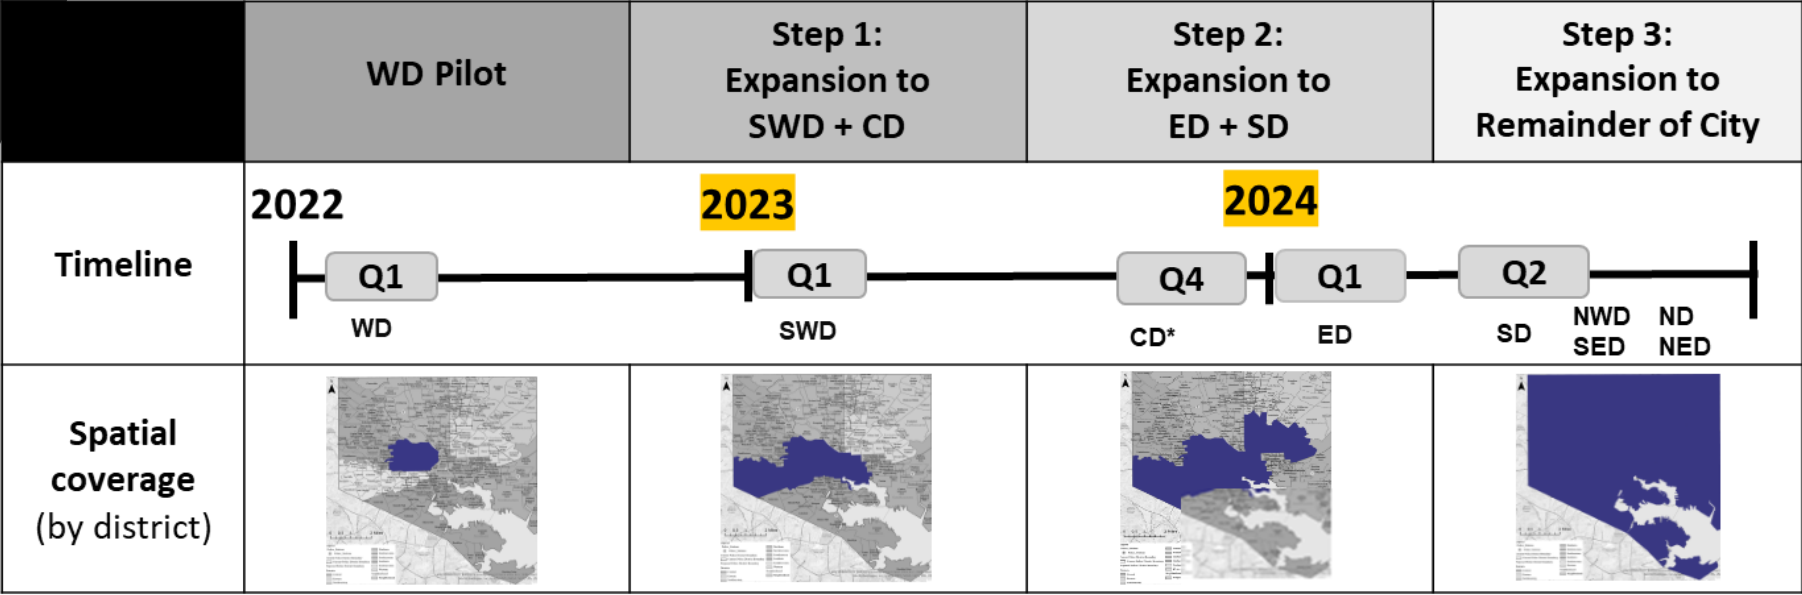 WD Pilot
Step 1:
Expansion to
SWD + CD
Step 2:
Expansion to
ED + SD
Step 3:
Expansion to
Remainder of City
Timeline
2022
2023
2024
Q1
Q1
Q4
Q1
Q2
WD
SWD
CD*
ED
SD
NWD
SED
ND
NED
Spatial
coverage
(by district)